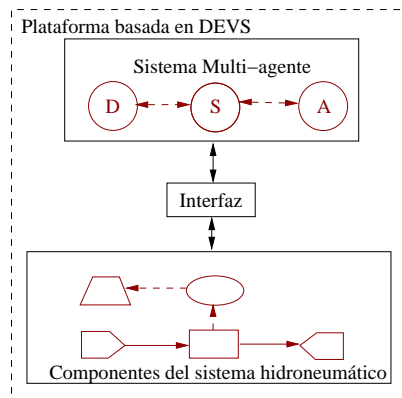 Plataforma basada en DEVS
Sistema Multi−agente
D S A
Interfaz
Componentes del sistema hidroneumático